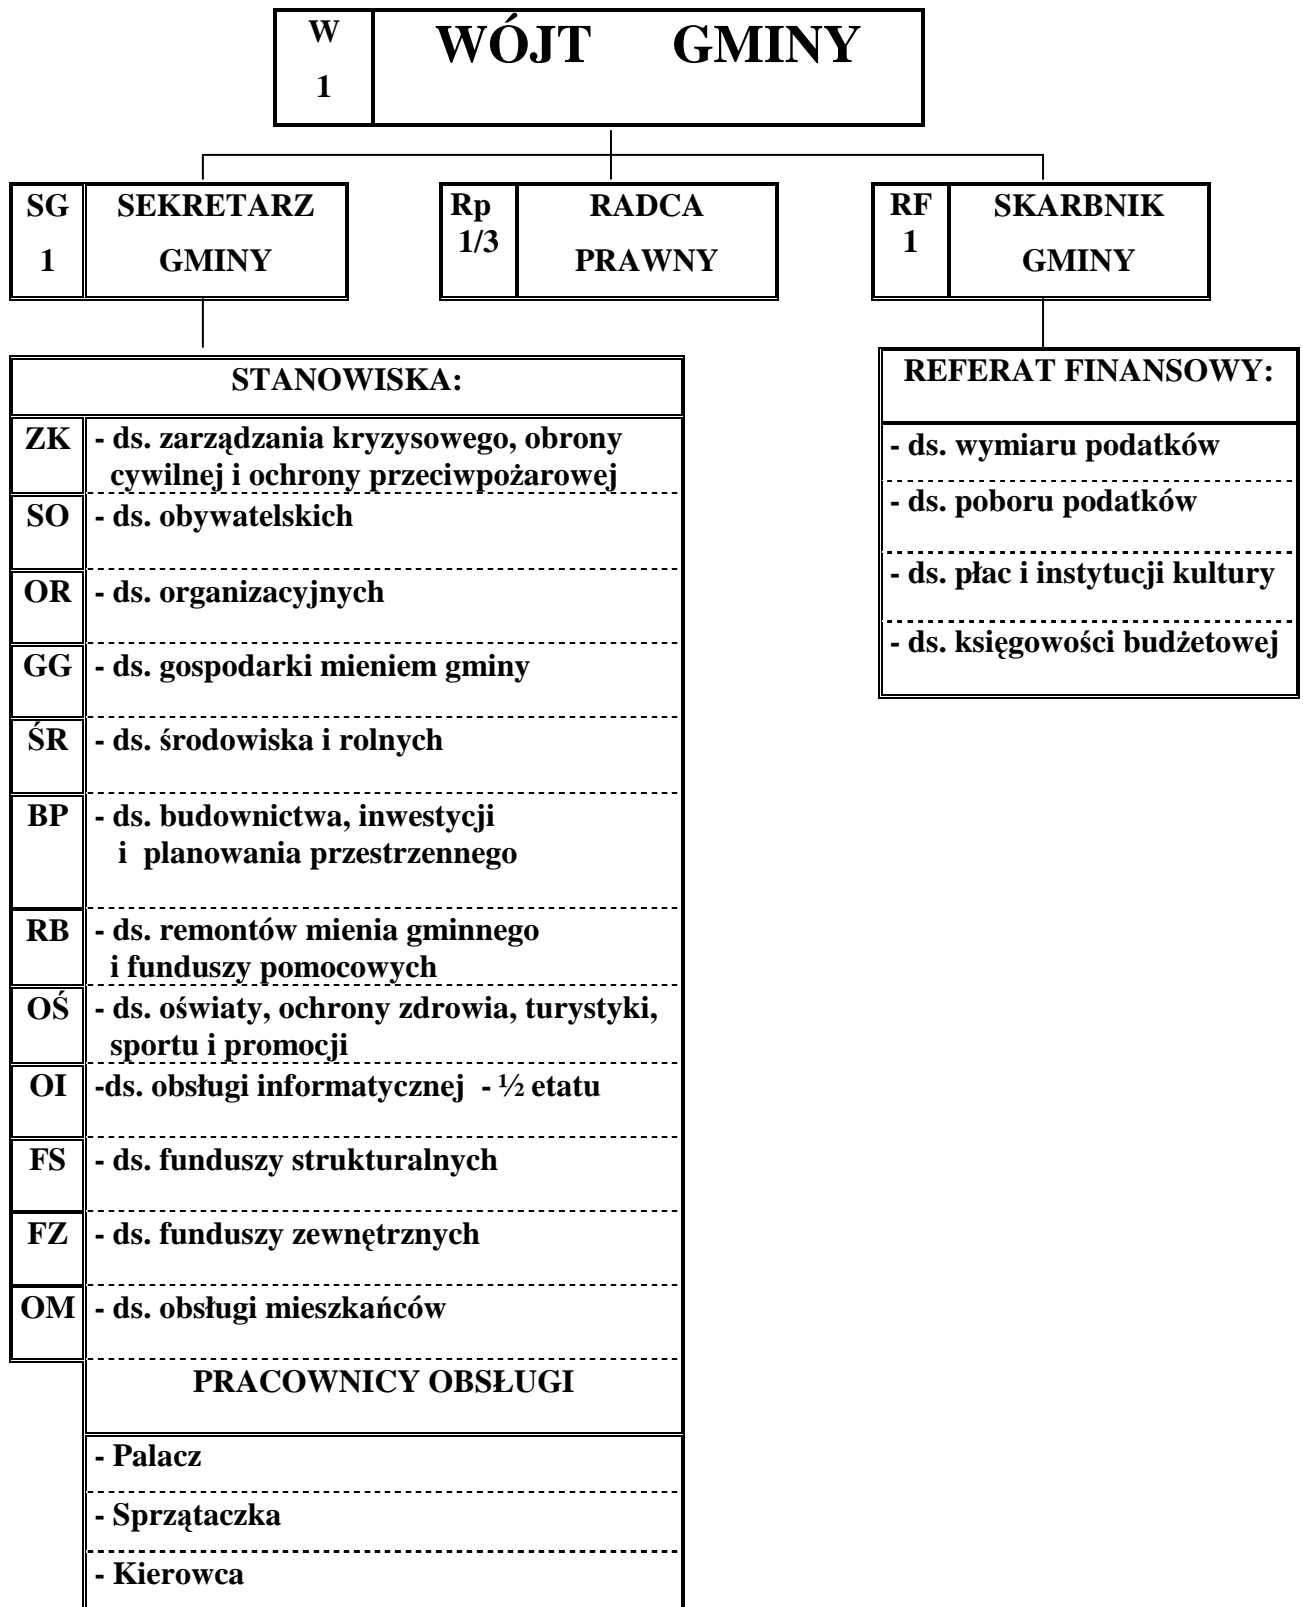 W
1
WÓJT GMINY
SG
1
SEKRETARZ
GMINY
Rp
1/3
RADCA
PRAWNY
RF
1
SKARBNIK
GMINY
STANOWISKA:
ZK - ds. zarządzania kryzysowego, obrony
cywilnej i ochrony przeciwpożarowej
SO - ds. obywatelskich
OR - ds. organizacyjnych
GG - ds. gospodarki mieniem gminy
ŚR - ds. środowiska i rolnych
BP - ds. budownictwa, inwestycji
i planowania przestrzennego
RB - ds. remontów mienia gminnego
i funduszy pomocowych
OŚ - ds. oświaty, ochrony zdrowia, turystyki,
sportu i promocji
OI -ds. obsługi informatycznej - ½ etatu
FS - ds. funduszy strukturalnych
FZ - ds. funduszy zewnętrznych
OM - ds. obsługi mieszkańców
PRACOWNICY OBSŁUGI
- Palacz
- Sprzątaczka
- Kierowca
REFERAT FINANSOWY:
- ds. wymiaru podatków
- ds. poboru podatków
- ds. płac i instytucji kultury
- ds. księgowości budżetowej